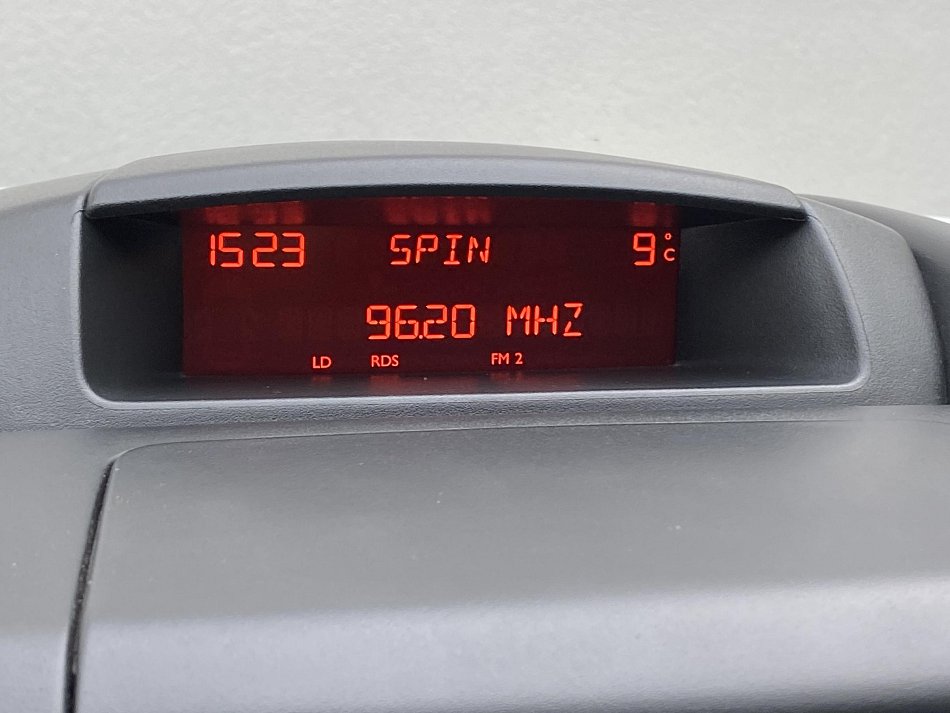 1523 SPIN 9°C
96.20 MHZ
LD RDS FM 2